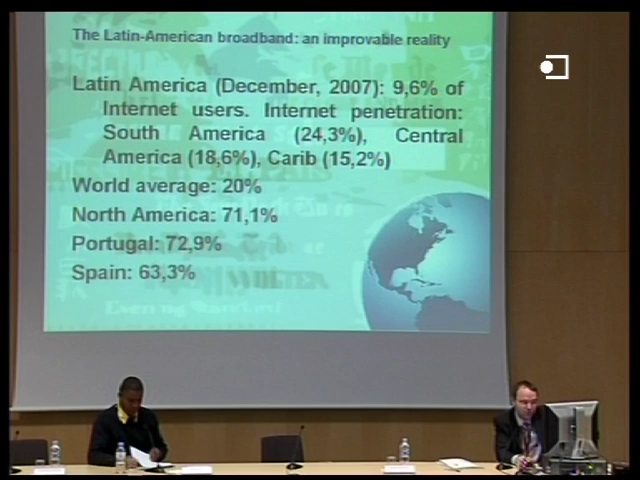 The Latin-American broadband: an improvable reality
Latin America (December, 2007): 9,6% of
Internet users. Internet penetration:
South America (24,3%), Central
America (18,6%), Carib (15,2%)
World average: 20%
North America: 71,1%
Portugal: 72,9%
Spain: 63,3%